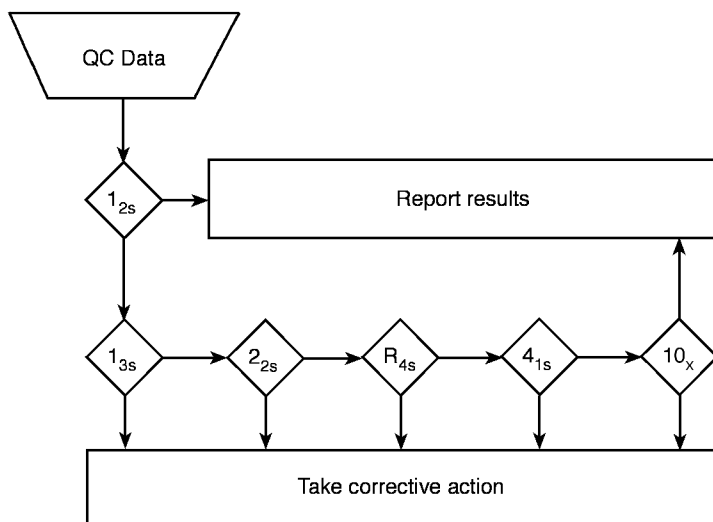 QC Data
1₂ₛ
Report results
1₃ₛ
2₂ₛ
R₄ₛ
4₁ₛ
10ₓ
Take corrective action